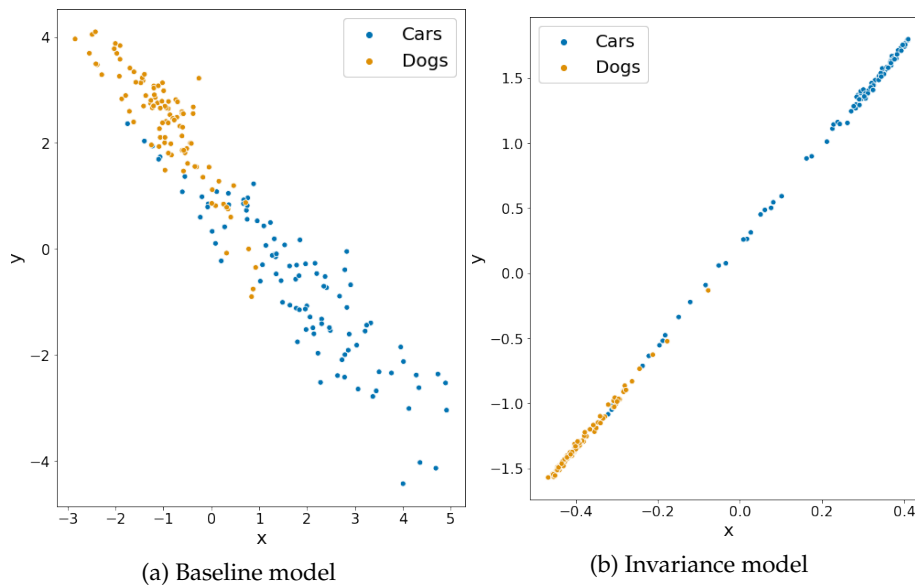 Cars
Dogs
4
2
0
−2
−4
y
−3 −2 −1 0 1 2 3 4 5
x
(a) Baseline model
Cars
Dogs
1.5
1.0
0.5
0.0
−0.5
−1.0
−1.5
y
−0.4 −0.2 0.0 0.2 0.4
x
(b) Invariance model